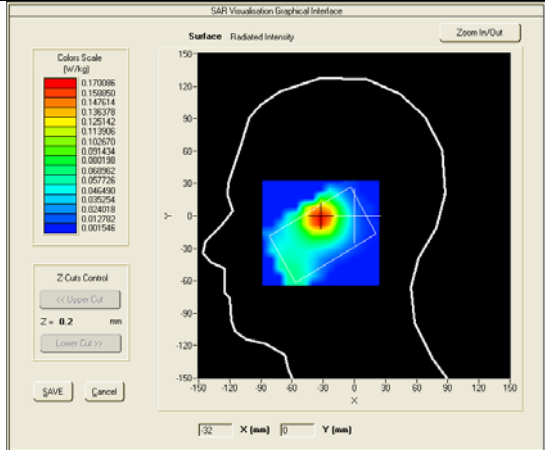 SAR Visualisation Graphical Interface
Surface Radiated Intensity
Zoom In/Out
Colors Scale
(W/kg)
0.170086
0.158850
0.147614
0.136378
0.125142
0.113906
0.102670
0.091434
0.080198
0.068962
0.057726
0.046490
0.035254
0.024018
0.012782
0.001546
150
120
90
60
30
0
-30
-60
-90
-120
-150
Y
-150 -120 -90 -60 -30 0 30 60 90 120 150
X
Z-Cuts Control
<< Upper Cut
Z = 0.2 mm
Lower Cut >>
SAVE Cancel
-32 X (mm) 0 Y (mm)